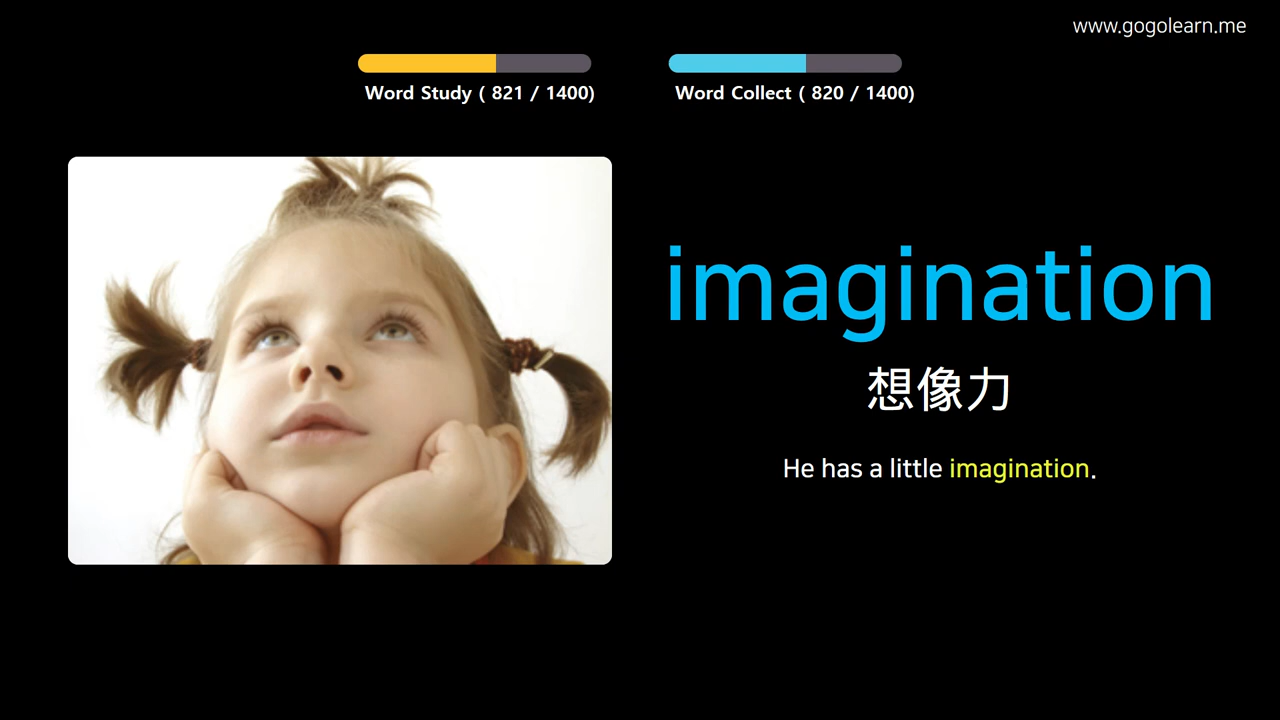 www.gogolearn.me
Word Study ( 821 / 1400)
Word Collect ( 820 / 1400)
imagination
想像力
He has a little imagination.